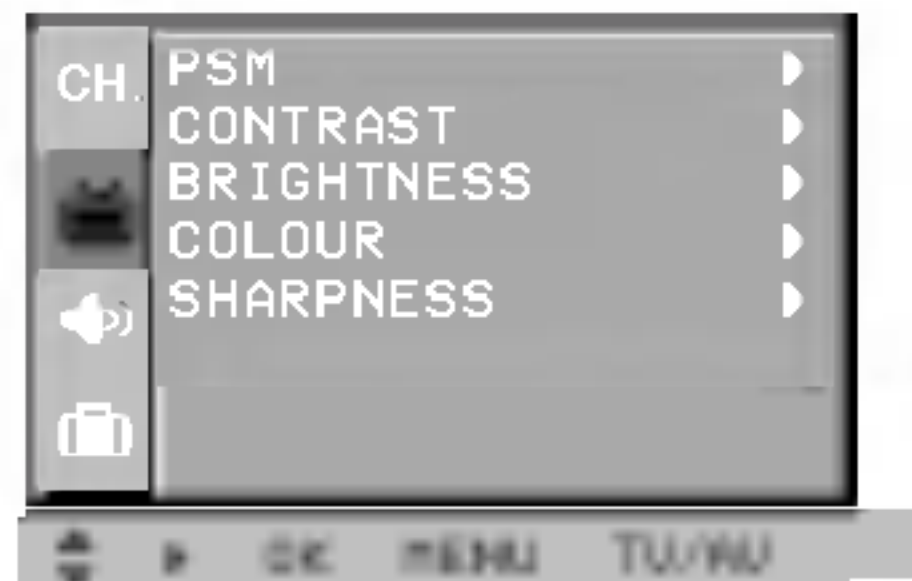 CH.
PSM
CONTRAST
BRIGHTNESS
COLOUR
SHARPNESS
OK MENU TV/AV